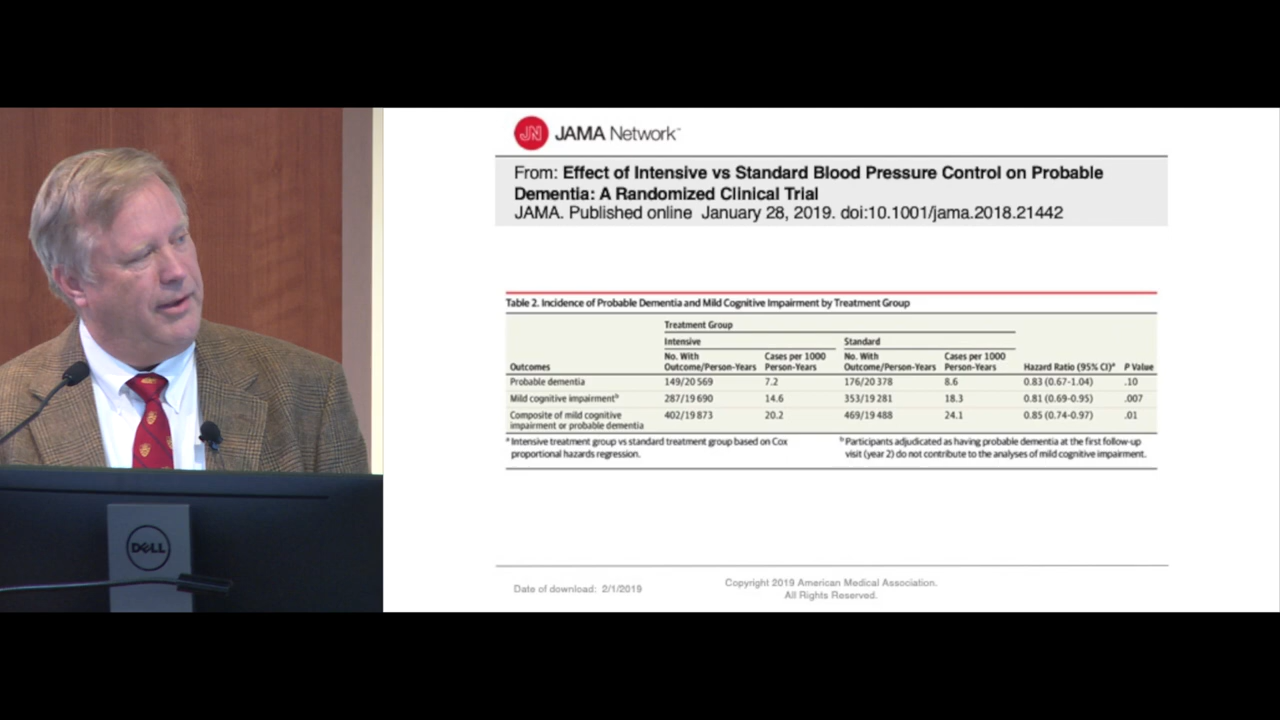 JN JAMA Network™
From: Effect of Intensive vs Standard Blood Pressure Control on Probable
Dementia: A Randomized Clinical Trial
JAMA. Published online January 28, 2019. doi:10.1001/jama.2018.21442
Table 2. Incidence of Probable Dementia and Mild Cognitive Impairment by Treatment Group
Treatment Group
Intensive Standard
No. With Cases per 1000 No. With Cases per 1000
Outcomes Outcome/Person-Years Person-Years Outcome/Person-Years Person-Years Hazard Ratio (95% CI)ᵃ P Value
Probable dementia 149/20 569 7.2 176/20 378 8.6 0.83 (0.67-1.04) .10
Mild cognitive impairmentᵇ 287/19 690 14.6 353/19 281 18.3 0.81 (0.69-0.95) .007
Composite of mild cognitive 402/19 873 20.2 469/19 488 24.1 0.85 (0.74-0.97) .01
impairment or probable dementia
ᵃ Intensive treatment group vs standard treatment group based on Cox
proportional hazards regression.
ᵇ Participants adjudicated as having probable dementia at the first follow-up
visit (year 2) do not contribute to the analyses of mild cognitive impairment.
Date of download: 2/1/2019
Copyright 2019 American Medical Association.
All Rights Reserved.
DELL